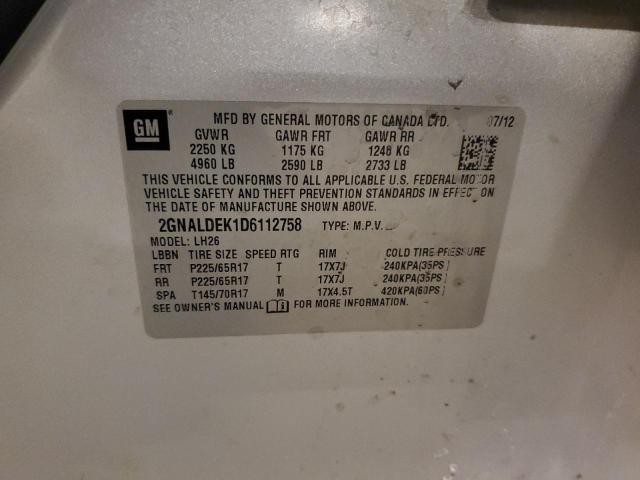 GM
MFD BY GENERAL MOTORS OF CANADA LTD. 07/12
GVWR GAWR FRT GAWR RR
2250 KG 1175 KG 1240 KG
4960 LB 2590 LB 2733 LB
THIS VEHICLE CONFORMS TO ALL APPLICABLE U.S. FEDERAL MOTOR
VEHICLE SAFETY AND THEFT PREVENTION STANDARDS IN EFFECT ON
THE DATE OF MANUFACTURE SHOWN ABOVE.
2GNALDEK1D6112758 TYPE: M.P.V.
MODEL: LH26
LBBN TIRE SIZE SPEED RTG RIM COLD TIRE PRESSURE
FRT P225/65R17 T 17X7J 240KPA(35PS)
RR P225/65R17 T 17X7J 240KPA(35PS)
SPA T145/70R17 M 17X4.5T 420KPA(60PS)
SEE OWNER'S MANUAL FOR MORE INFORMATION.